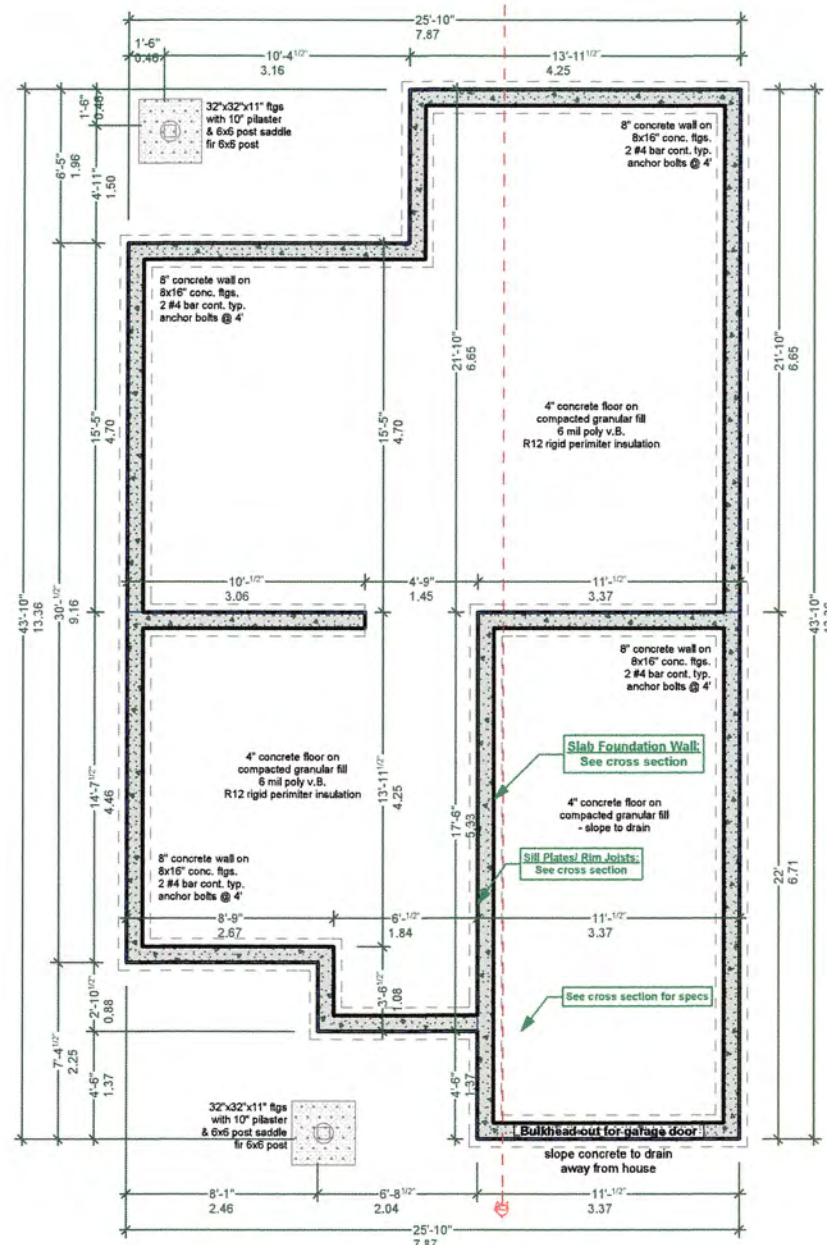 25'-10"
7.87
1'-6"
0.46
10'-4 1/2"
3.16
13'-11 1/2"
4.25
1'-6"
0.46
6'-5"
1.96
4'-11"
1.50
32"x32"x11" ftgs
with 10" pilaster
& 6x6 post saddle
fir 6x6 post
8" concrete wall on
8x16" conc. ftgs.
2 #4 bar cont. typ.
anchor bolts @ 4'
8" concrete wall on
8x16" conc. ftgs.
2 #4 bar cont. typ.
anchor bolts @ 4'
21'-10"
6.65
21'-10"
6.65
15'-5"
4.70
15'-5"
4.70
4" concrete floor on
compacted granular fill
6 mil poly v.B.
R12 rigid perimiter insulation
43'-10"
13.36
30'-1/2"
9.16
10'-1/2"
3.06
4'-9"
1.45
11'-1/2"
3.37
43'-10"
8" concrete wall on
8x16" conc. ftgs.
2 #4 bar cont. typ.
anchor bolts @ 4'
Slab Foundation Wall:
See cross section
4" concrete floor on
compacted granular fill
6 mil poly v.B.
R12 rigid perimiter insulation
14'-7 1/2"
4.46
13'-11 1/2"
4.25
17'-6"
5.33
4" concrete floor on
compacted granular fill
- slope to drain
22'
6.71
Sill Plates/ Rim Joists:
See cross section
8" concrete wall on
8x16" conc. ftgs.
2 #4 bar cont. typ.
anchor bolts @ 4'
8'-9"
2.67
6'-1/2"
1.84
11'-1/2"
3.37
See cross section for specs
2'-10 1/2"
0.88
3'-6 1/2"
1.08
7'-4 1/2"
2.25
4'-6"
1.37
4'-6"
1.37
32"x32"x11" ftgs
with 10" pilaster
& 6x6 post saddle
fir 6x6 post
Bulkhead out for garage door
slope concrete to drain
away from house
8'-1"
2.46
6'-8 1/2"
2.04
11'-1/2"
3.37
25'-10"
7.87